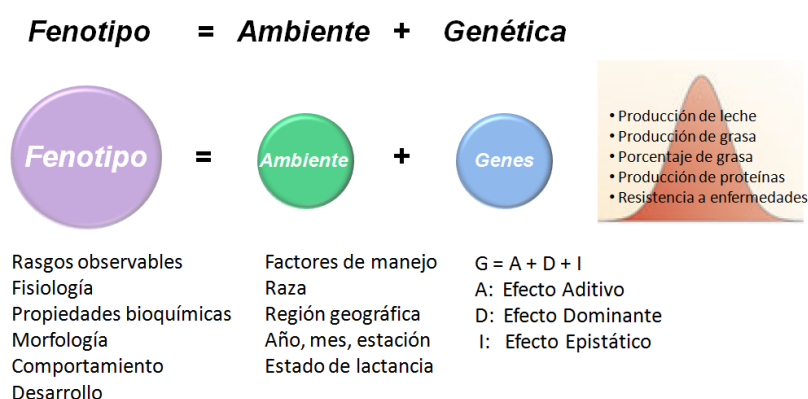 Fenotipo = Ambiente + Genética
Fenotipo = Ambiente + Genes
• Producción de leche
• Producción de grasa
• Porcentaje de grasa
• Producción de proteínas
• Resistencia a enfermedades
Rasgos observables
Fisiología
Propiedades bioquímicas
Morfología
Comportamiento
Desarrollo
Factores de manejo
Raza
Región geográfica
Año, mes, estación
Estado de lactancia
G = A + D + I
A: Efecto Aditivo
D: Efecto Dominante
I: Efecto Epistático